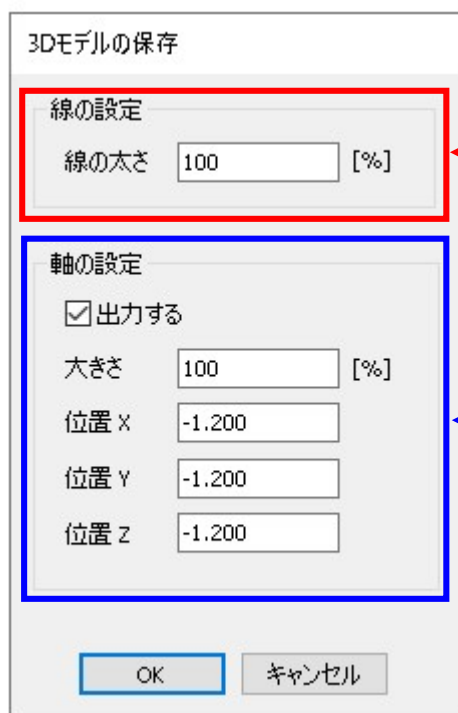 3Dモデルの保存
線の設定
線の太さ 100 [%]
軸の設定
出力する
大きさ 100 [%]
位置 X -1.200
位置 Y -1.200
位置 Z -1.200
OK キャンセル